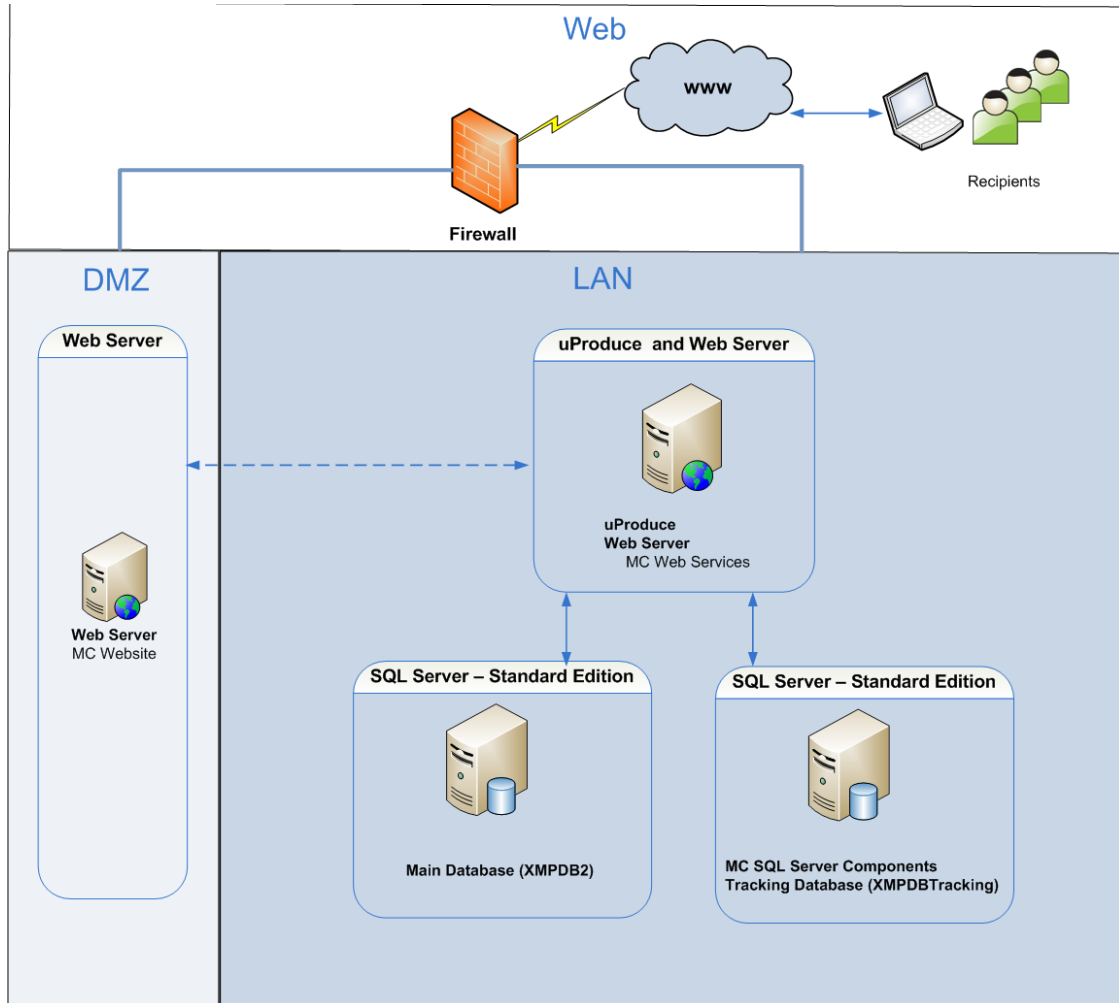 Web
www
Recipients
Firewall
DMZ
LAN
Web Server
uProduce and Web Server
uProduce
Web Server
MC Web Services
Web Server
MC Website
SQL Server – Standard Edition
SQL Server – Standard Edition
Main Database (XMPDB2)
MC SQL Server Components
Tracking Database (XMPDBTracking)